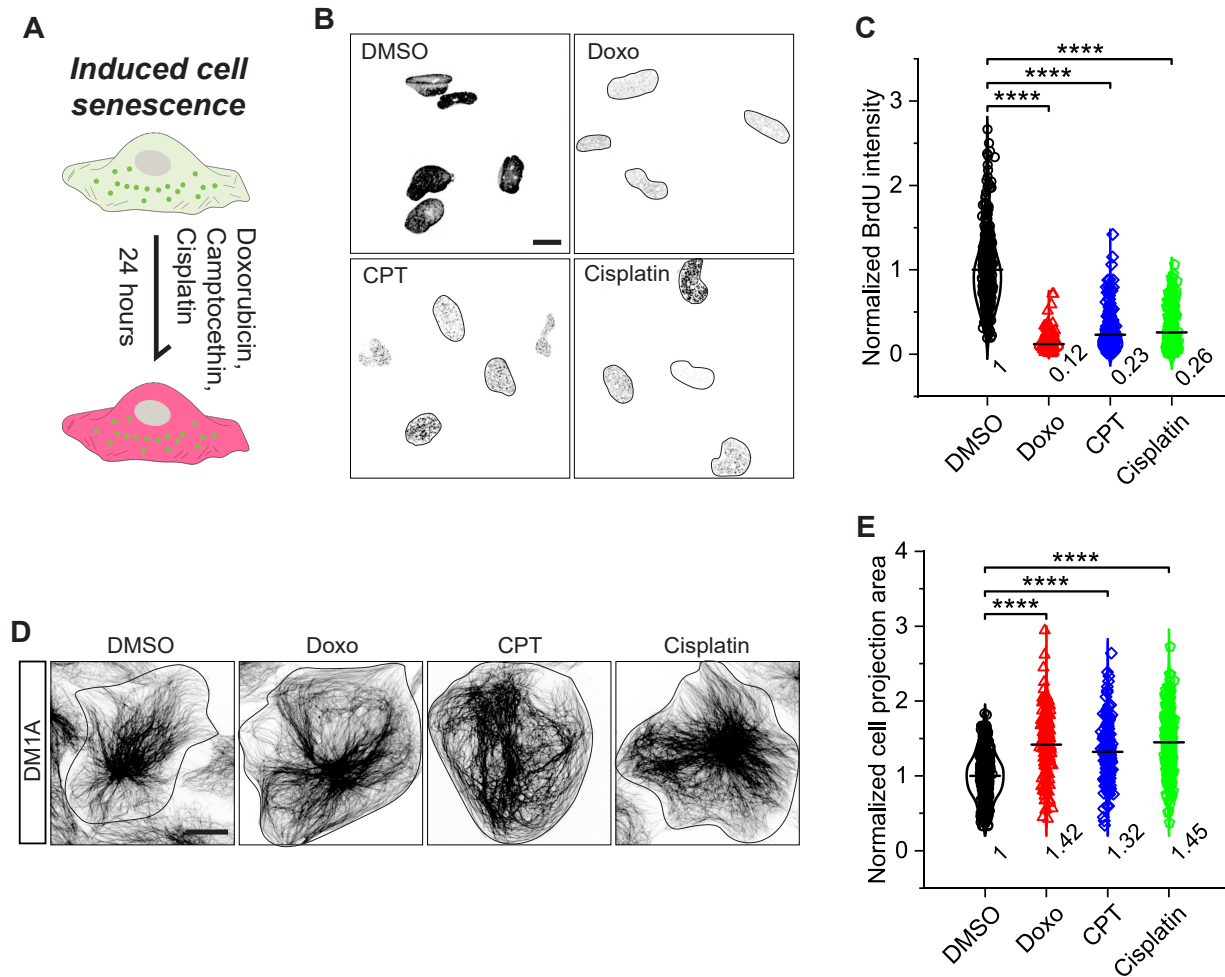 A
Induced cell
senescence
Doxorubicin,
Camptocethin,
Cisplatin
24 hours
B
DMSO
Doxo
CPT
Cisplatin
C
Normalized BrdU intensity
3
2
1
0
****
****
****
1
0.12
0.23
0.26
DMSO
Doxo
CPT
Cisplatin
D
DM1A
DMSO
Doxo
CPT
Cisplatin
E
Normalized cell projection area
4
3
2
1
0
****
****
****
1
1.42
1.32
1.45
DMSO
Doxo
CPT
Cisplatin